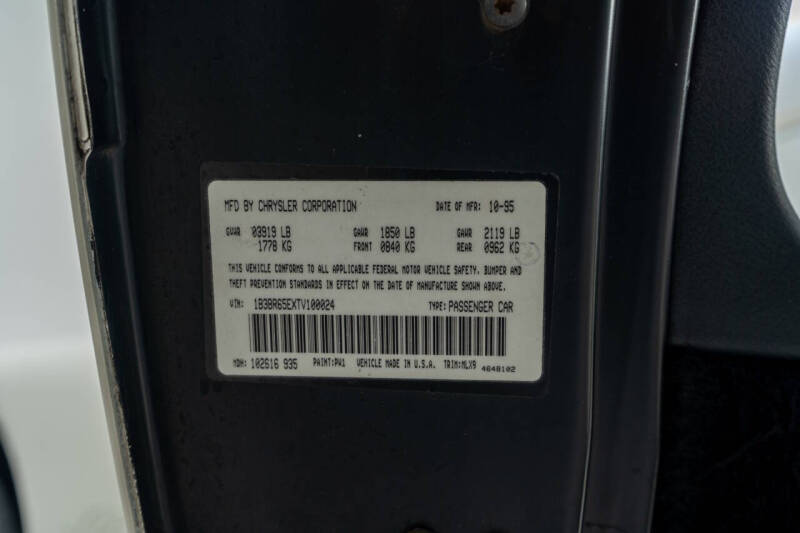 MFD BY CHRYSLER CORPORATION DATE OF MFR: 10-95
GVWR 03919 LB GAWR 1850 LB GAWR 2119 LB
1778 KG FRONT 0840 KG REAR 0962 KG
THIS VEHICLE CONFORMS TO ALL APPLICABLE FEDERAL MOTOR VEHICLE SAFETY, BUMPER AND
THEFT PREVENTION STANDARDS IN EFFECT ON THE DATE OF MANUFACTURE SHOWN ABOVE.
VIN: 1B3BR65EXTV100024 TYPE: PASSENGER CAR
MDH: 102616 935 PAINT:PW1 VEHICLE MADE IN U.S.A. TRIM:MLX9 4648102